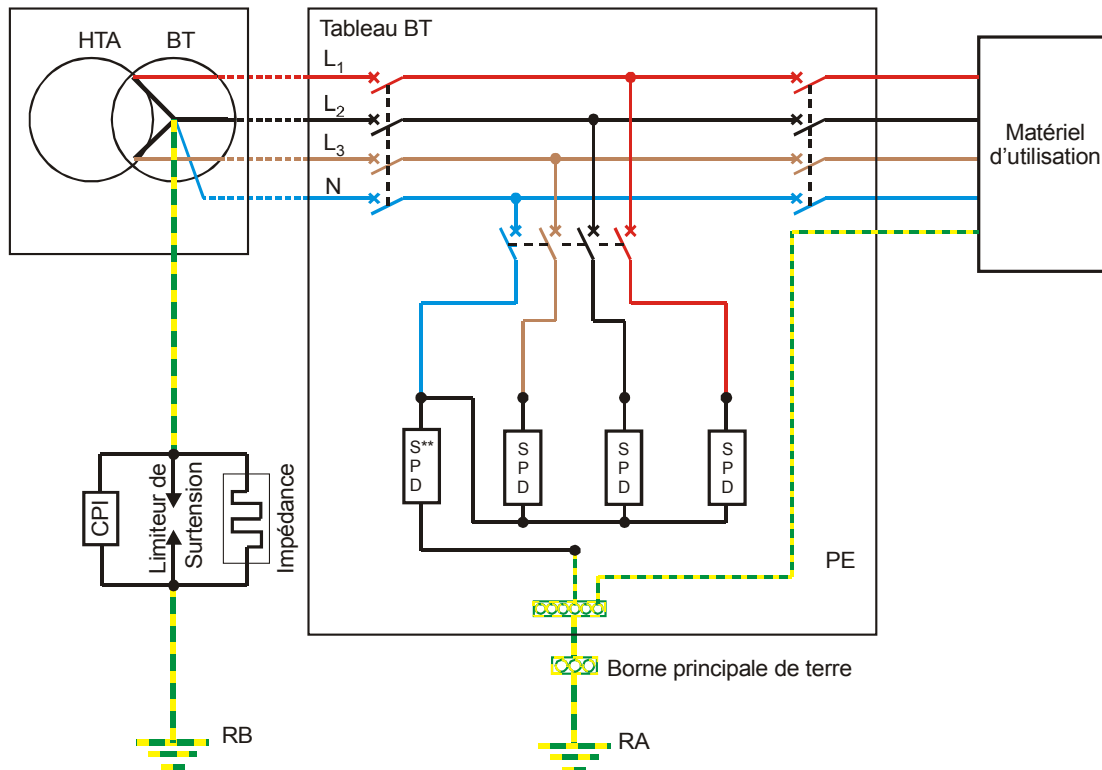 HTA
BT
Tableau BT
L1
L2
L3
N
Matériel
d'utilisation
S**
P
D
S
P
D
S
P
D
S
P
D
CPI
Limiteur de
Surtension
Impédance
PE
Borne principale de terre
RB
RA